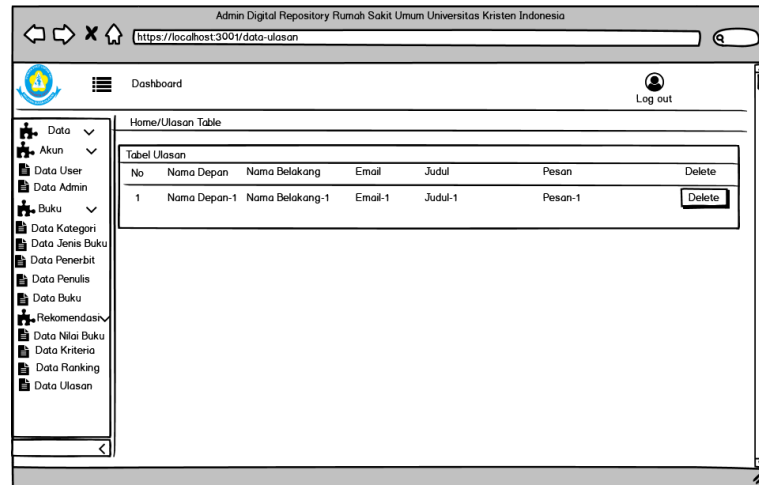 Admin Digital Repository Rumah Sakit Umum Universitas Kristen Indonesia
https://localhost:3001/data-ulasan
Dashboard
Log out
Data
Akun
Data User
Data Admin
Buku
Data Kategori
Data Jenis Buku
Data Penerbit
Data Penulis
Data Buku
Rekomendasi
Data Nilai Buku
Data Kriteria
Data Ranking
Data Ulasan
Home/Ulasan Table
Tabel Ulasan
No Nama Depan Nama Belakang Email Judul Pesan Delete
1 Nama Depan-1 Nama Belakang-1 Email-1 Judul-1 Pesan-1 Delete